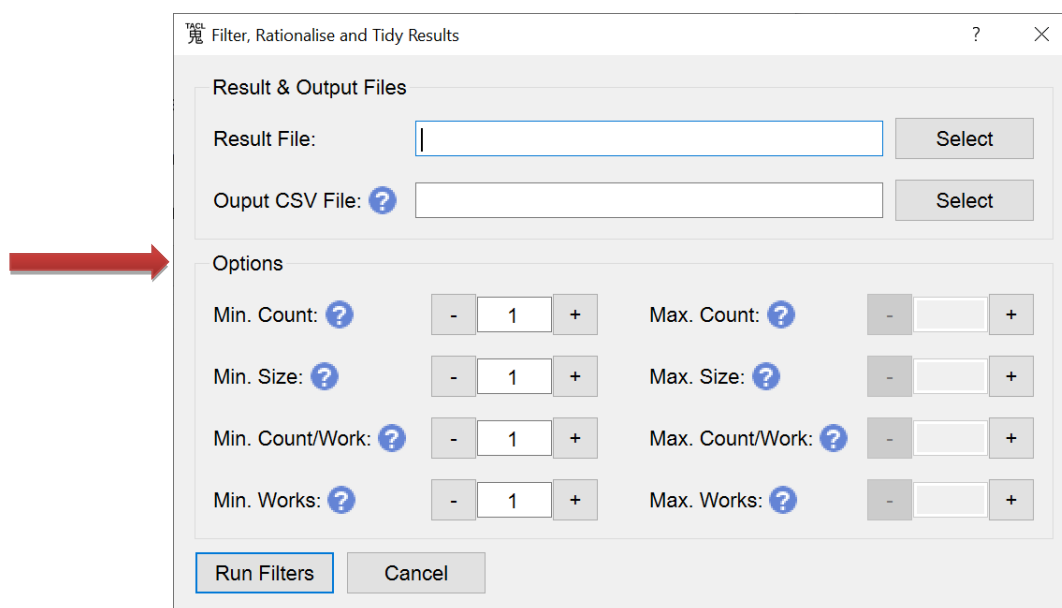 TACL
鬼 Filter, Rationalise and Tidy Results ?
Result & Output Files
Result File: Select
Ouput CSV File: ? Select
Options
Min. Count: ? - 1 + Max. Count: ? - +
Min. Size: ? - 1 + Max. Size: ? - +
Min. Count/Work: ? - 1 + Max. Count/Work: ? - +
Min. Works: ? - 1 + Max. Works: ? - +
Run Filters Cancel